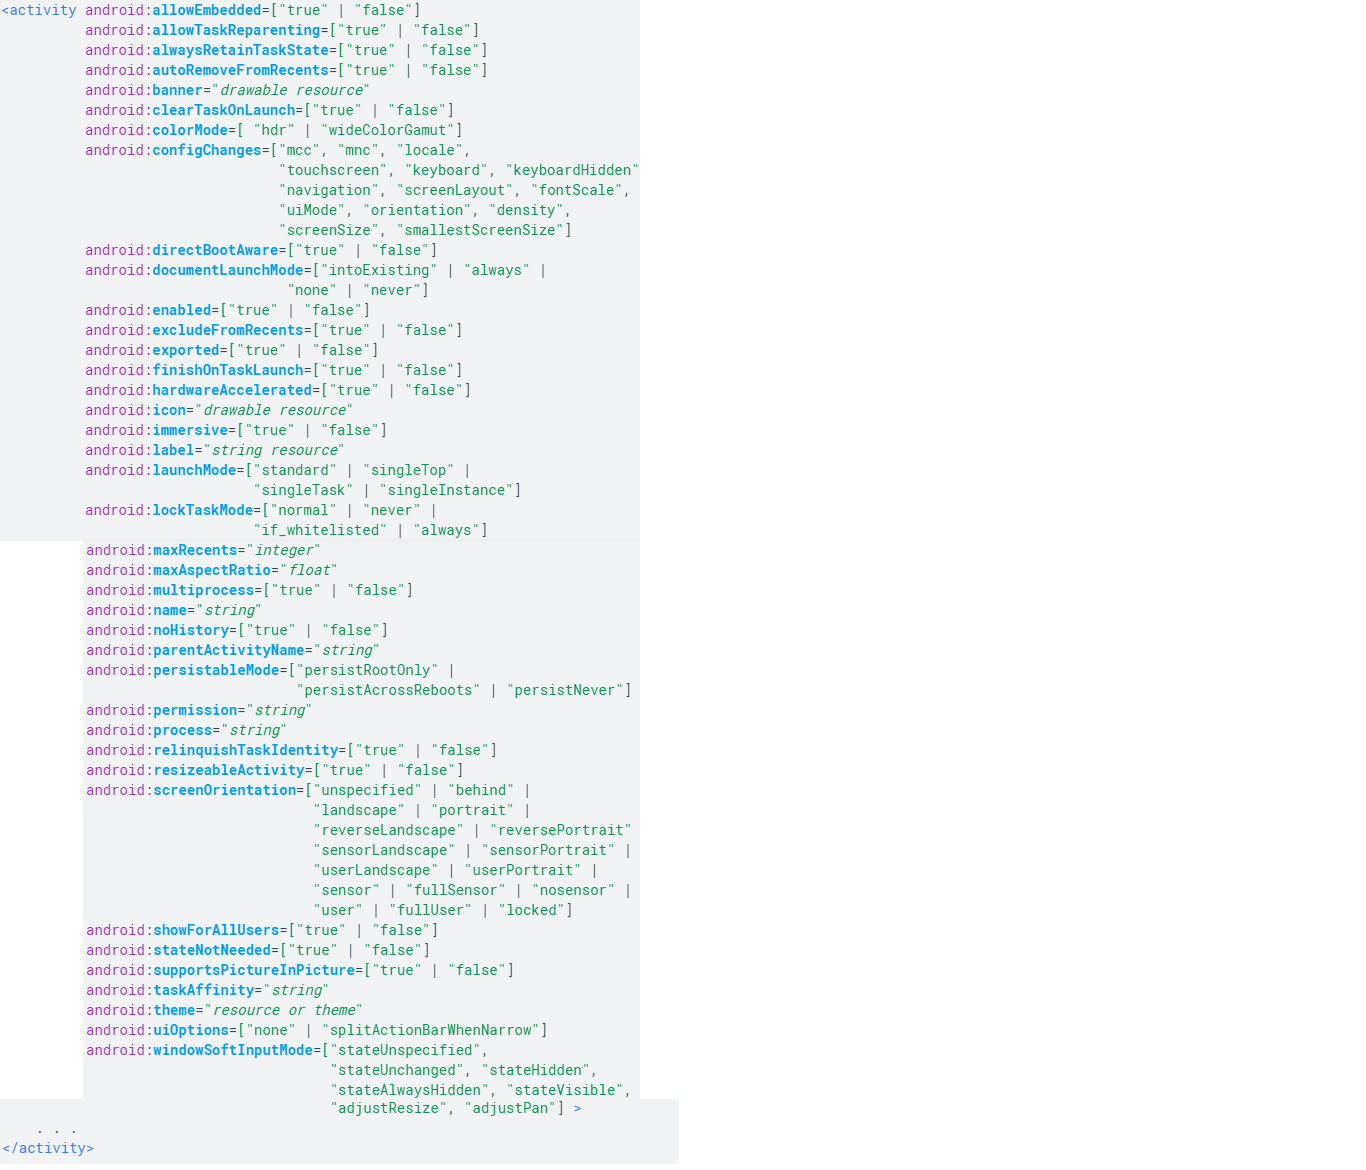 <activity android:allowEmbedded=["true" | "false"]
android:allowTaskReparenting=["true" | "false"]
android:alwaysRetainTaskState=["true" | "false"]
android:autoRemoveFromRecents=["true" | "false"]
android:banner="drawable resource"
android:clearTaskOnLaunch=["true" | "false"]
android:colorMode=[ "hdr" | "wideColorGamut"]
android:configChanges=["mcc", "mnc", "locale",
"touchscreen", "keyboard", "keyboardHidden"
"navigation", "screenLayout", "fontScale",
"uiMode", "orientation", "density",
"screenSize", "smallestScreenSize"]
android:directBootAware=["true" | "false"]
android:documentLaunchMode=["intoExisting" | "always" |
"none" | "never"]
android:enabled=["true" | "false"]
android:excludeFromRecents=["true" | "false"]
android:exported=["true" | "false"]
android:finishOnTaskLaunch=["true" | "false"]
android:hardwareAccelerated=["true" | "false"]
android:icon="drawable resource"
android:immersive=["true" | "false"]
android:label="string resource"
android:launchMode=["standard" | "singleTop" |
"singleTask" | "singleInstance"]
android:lockTaskMode=["normal" | "never" |
"if_whitelisted" | "always"]
android:maxRecents="integer"
android:maxAspectRatio="float"
android:multiprocess=["true" | "false"]
android:name="string"
android:noHistory=["true" | "false"]
android:parentActivityName="string"
android:persistableMode=["persistRootOnly" |
"persistAcrossReboots" | "persistNever"]
android:permission="string"
android:process="string"
android:relinquishTaskIdentity=["true" | "false"]
android:resizeableActivity=["true" | "false"]
android:screenOrientation=["unspecified" | "behind" |
"landscape" | "portrait" |
"reverseLandscape" | "reversePortrait"
"sensorLandscape" | "sensorPortrait" |
"userLandscape" | "userPortrait" |
"sensor" | "fullSensor" | "nosensor" |
"user" | "fullUser" | "locked"]
android:showForAllUsers=["true" | "false"]
android:stateNotNeeded=["true" | "false"]
android:supportsPictureInPicture=["true" | "false"]
android:taskAffinity="string"
android:theme="resource or theme"
android:uiOptions=["none" | "splitActionBarWhenNarrow"]
android:windowSoftInputMode=["stateUnspecified",
"stateUnchanged", "stateHidden",
"stateAlwaysHidden", "stateVisible",
"adjustResize", "adjustPan"] >
. . .
</activity>